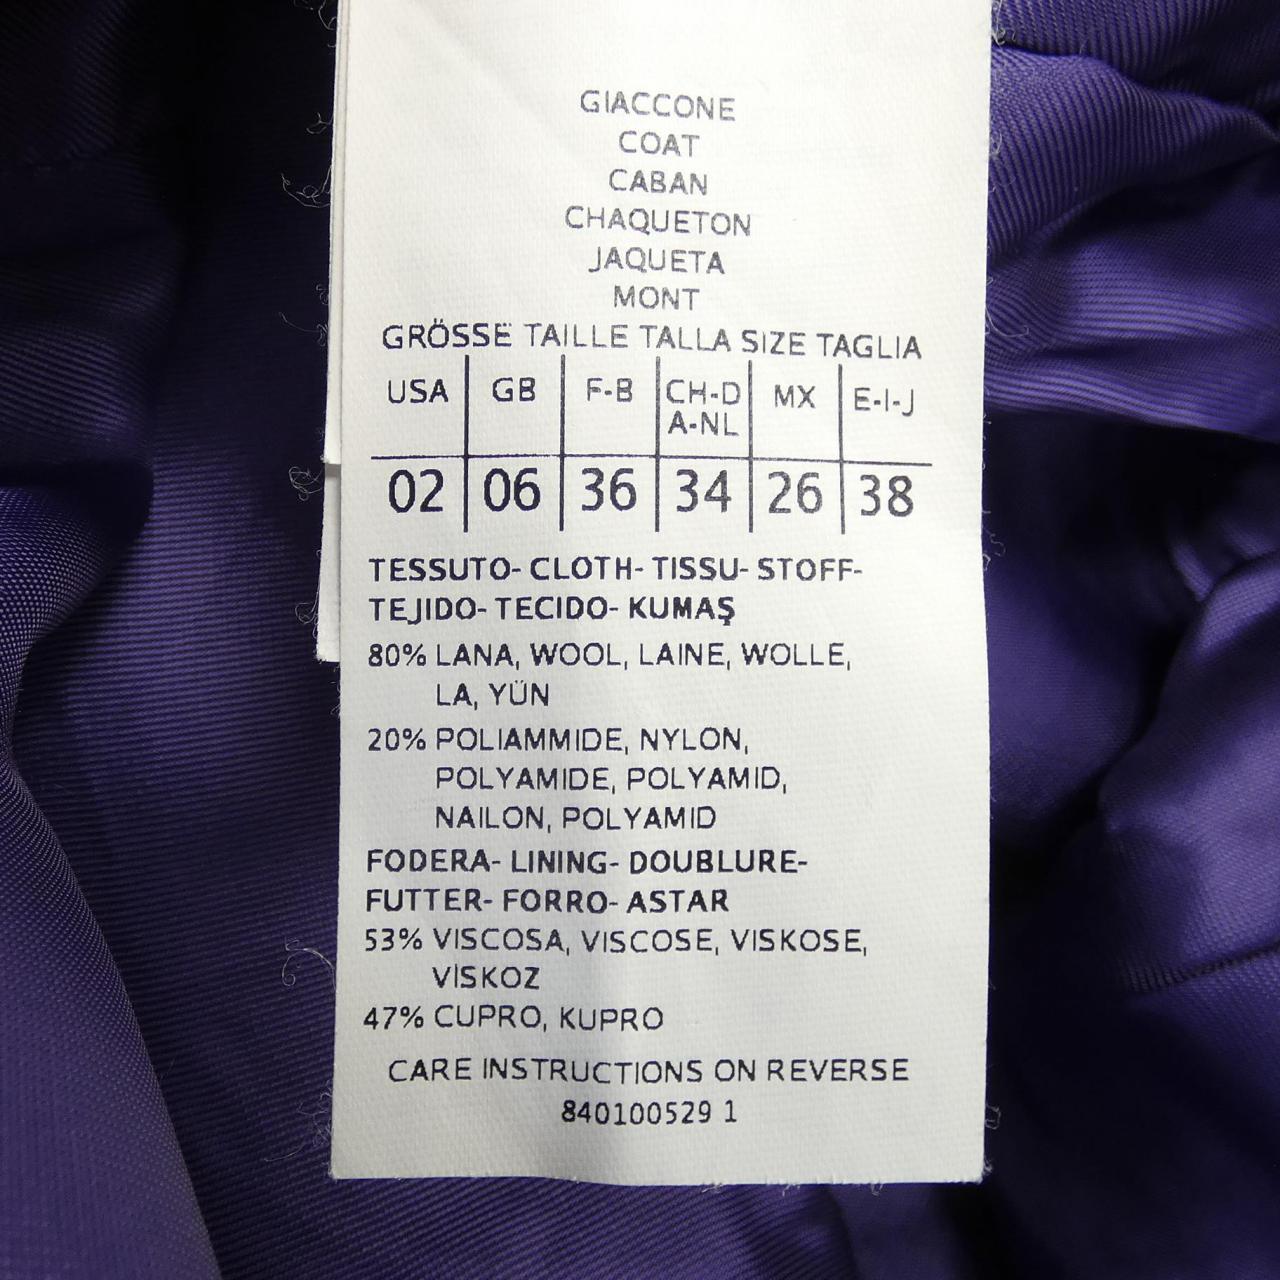 GIACCONE
COAT
CABAN
CHAQUETON
JAQUETA
MONT
GRÖSSE TAILLE TALLA SIZE TAGLIA
USA GB F-B CH-D A-NL MX E-I-J
02 06 36 34 26 38
TESSUTO- CLOTH- TISSU- STOFF-
TEJIDO- TECIDO- KUMAŞ
80% LANA, WOOL, LAINE, WOLLE,
LA, YÜN
20% POLIAMMIDE, NYLON,
POLYAMIDE, POLYAMID,
NAILON, POLYAMID
FODERA- LINING- DOUBLURE-
FUTTER- FORRO- ASTAR
53% VISCOSA, VISCOSE, VISKOSE,
VİSKOZ
47% CUPRO, KUPRO
CARE INSTRUCTIONS ON REVERSE
840100529 1